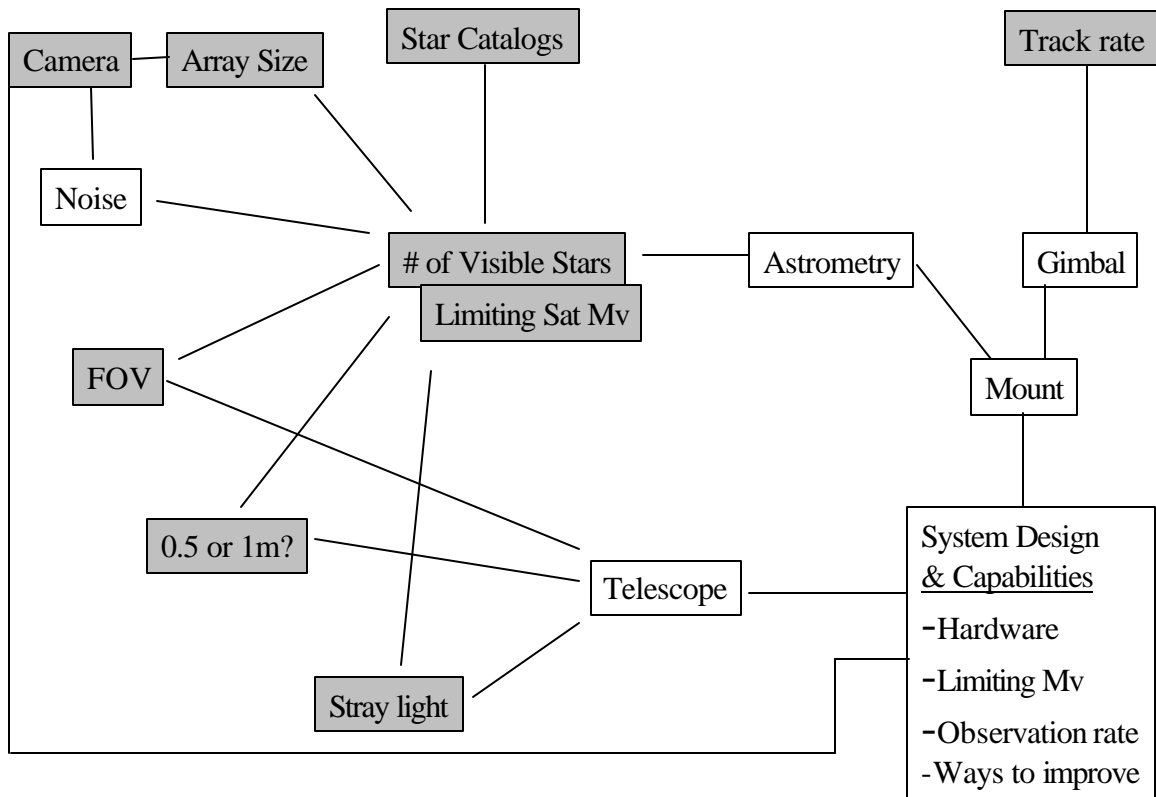 Star Catalogs
Track rate
Camera
Array Size
Noise
# of Visible Stars
Astrometry
Gimbal
Limiting Sat Mv
FOV
Mount
0.5 or 1m?
System Design
& Capabilities
-Hardware
-Limiting Mv
-Observation rate
-Ways to improve
Telescope
Stray light